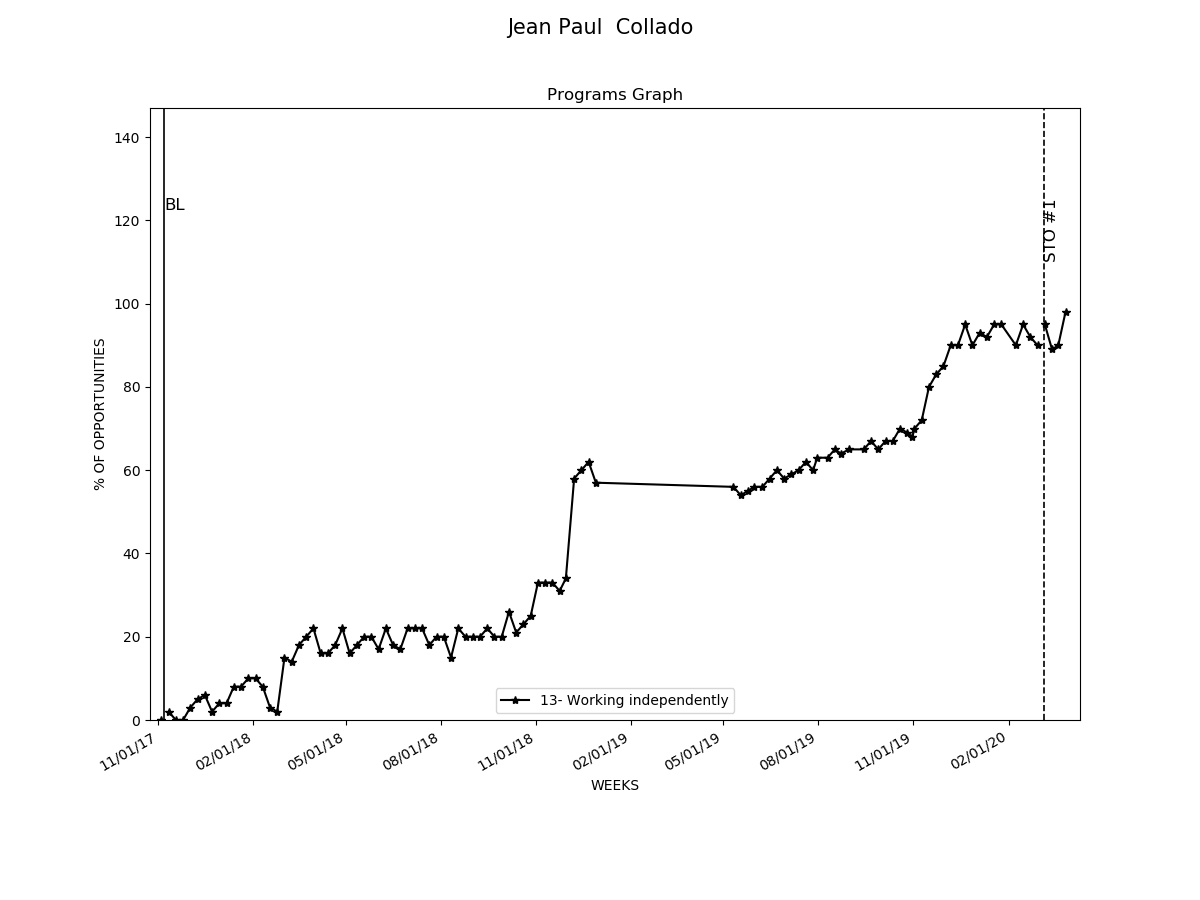 Jean Paul  Collado
Programs Graph
140
120
100
80
60
40
20
0
% OF OPPORTUNITIES
BL
STO #1
13- Working independently
11/01/17
02/01/18
05/01/18
08/01/18
11/01/18
02/01/19
05/01/19
08/01/19
11/01/19
02/01/20
WEEKS